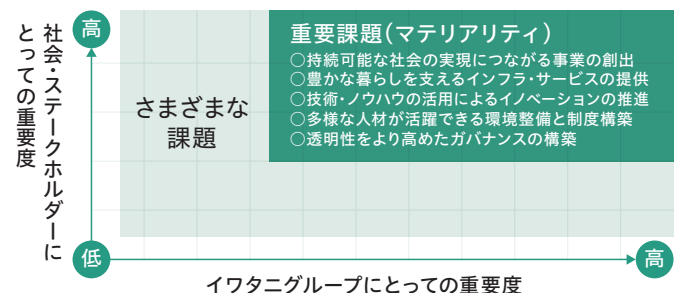 社会・ステークホルダーに
とっての重要度
高
重要課題(マテリアリティ)
○持続可能な社会の実現につながる事業の創出
○豊かな暮らしを支えるインフラ・サービスの提供
○技術・ノウハウの活用によるイノベーションの推進
○多様な人材が活躍できる環境整備と制度構築
○透明性をより高めたガバナンスの構築
さまざまな
課題
低
高
イワタニグループにとっての重要度